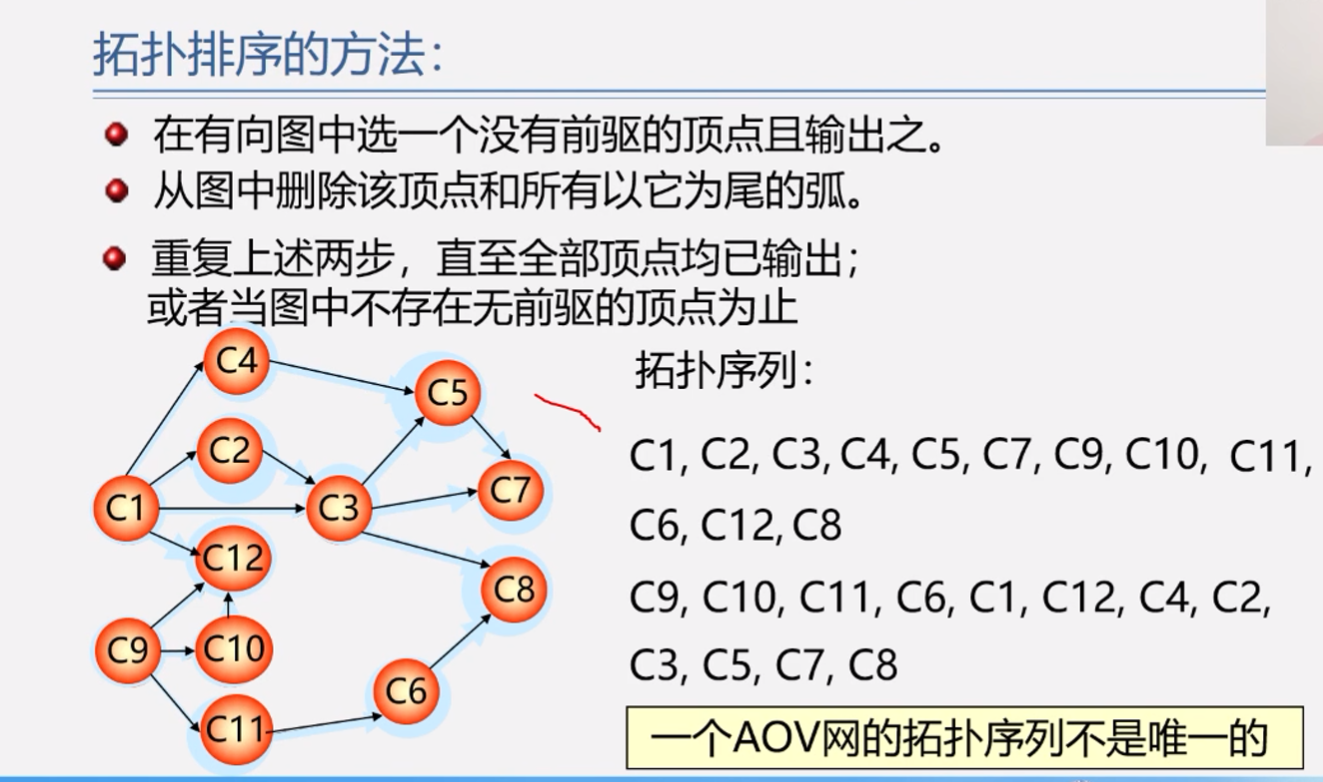 拓扑排序的方法：
在有向图中选一个没有前驱的顶点且输出之。
从图中删除该顶点和所有以它为尾的弧。
重复上述两步，直至全部顶点均已输出；
或者当图中不存在无前驱的顶点为止
C4
C5
C2
C7
C1
C3
C12
C8
C9
C10
C6
C11
拓扑序列：
C1, C2, C3, C4, C5, C7, C9, C10, C11,
C6, C12, C8
C9, C10, C11, C6, C1, C12, C4, C2,
C3, C5, C7, C8
一个AOV网的拓扑序列不是唯一的